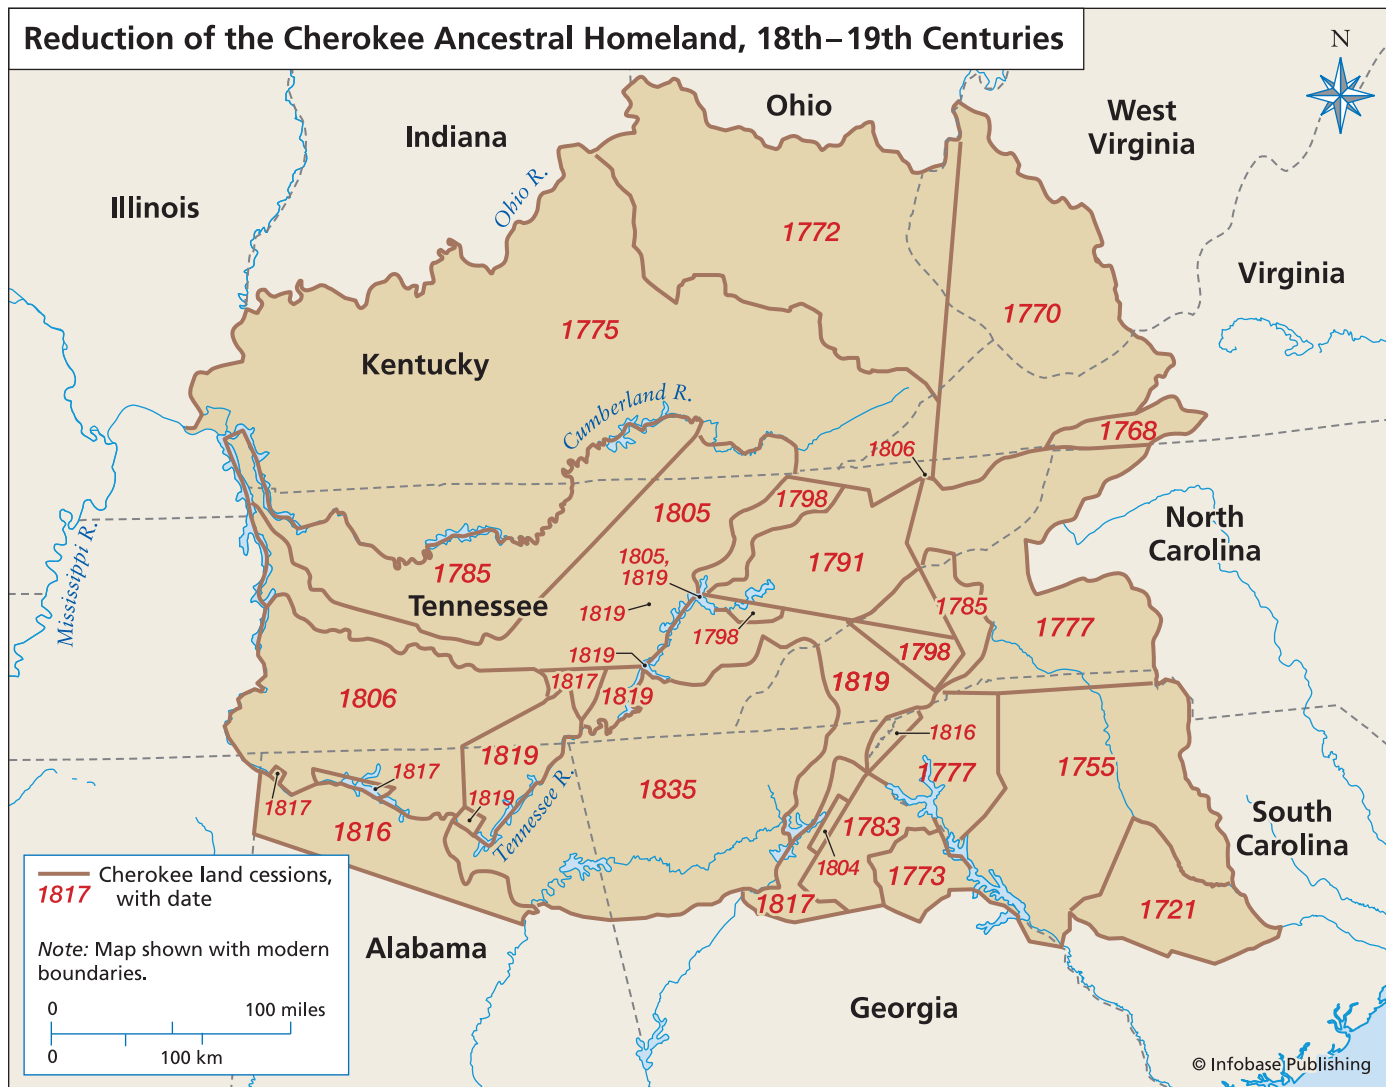 Reduction of the Cherokee Ancestral Homeland, 18th–19th Centuries
N
Ohio
West
Virginia
Indiana
Illinois
Ohio R.
1772
Virginia
1770
1775
Kentucky
Cumberland R.
1768
1806
1798
1805
North
Carolina
Mississippi R.
1791
1805,
1819
1785
Tennessee
1819
1785
1798
1777
1819
1798
1817
1819
1819
1806
1816
1819
1817
1777
1755
1835
1819
1817
1816
Tennessee R.
1783
South
Carolina
1804
1773
1817
1721
Cherokee land cessions,
1817 with date
Note: Map shown with modern
boundaries.
0 100 miles
0 100 km
Alabama
Georgia
© Infobase Publishing